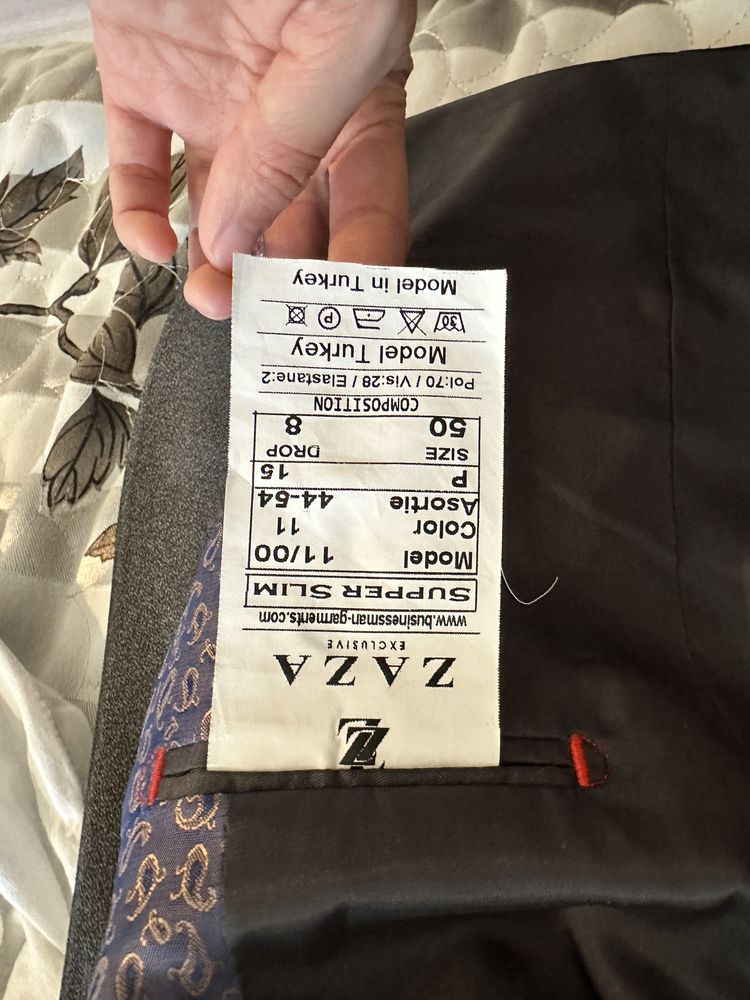 Z
ZAZA
EXCLUSIVE
www.businessman-garments.com
SUPPER SLIM
Model 11/00
Color 11
Asortie 44-54
P 15
SIZE DROP
50 8
COMPOSITION
Pol:70 / Vis:28 / Elastane:2
Model Turkey
30 P
Model in Turkey